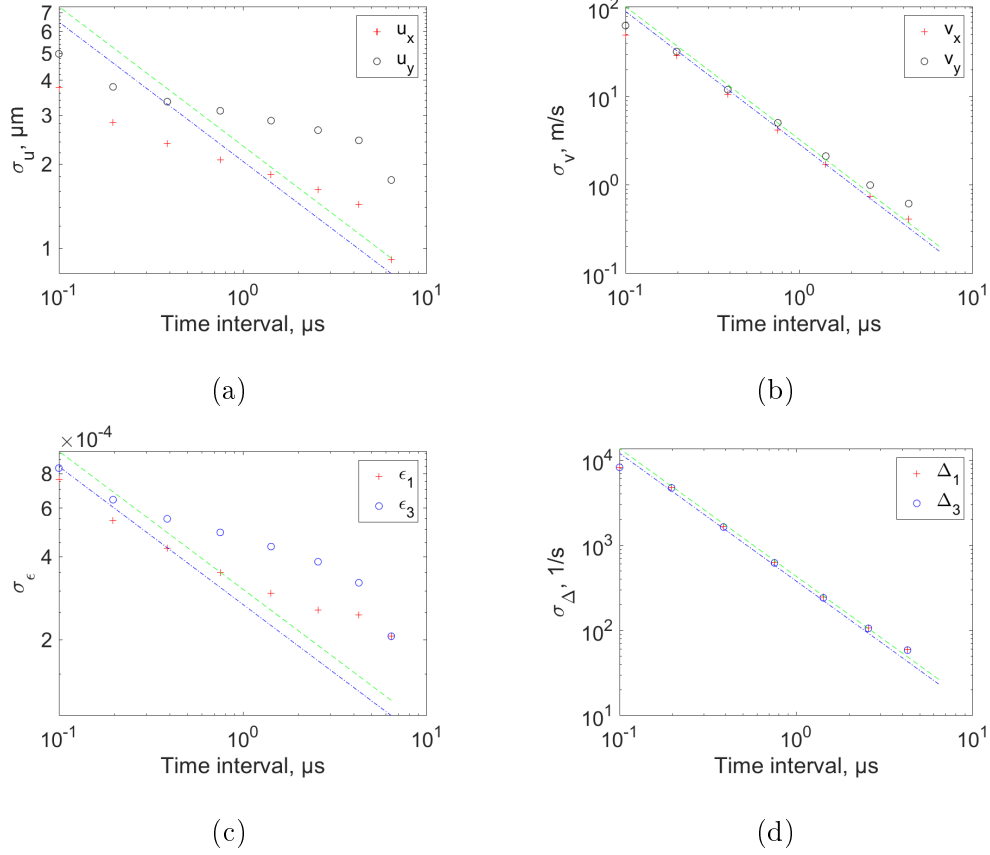 7
6
5
4
3
2
1
σ_u, μm
10^-1
10^0
10^1
Time interval, μs
u_x
u_y
(a)
10^2
10^1
10^0
10^-1
σ_v, m/s
10^-1
10^0
10^1
Time interval, μs
v_x
v_y
(b)
×10^-4
8
6
4
2
σ_ϵ
10^-1
10^0
10^1
Time interval, μs
ϵ_1
ϵ_3
(c)
10^4
10^3
10^2
10^1
σ_Δ, 1/s
10^-1
10^0
10^1
Time interval, μs
Δ_1
Δ_3
(d)